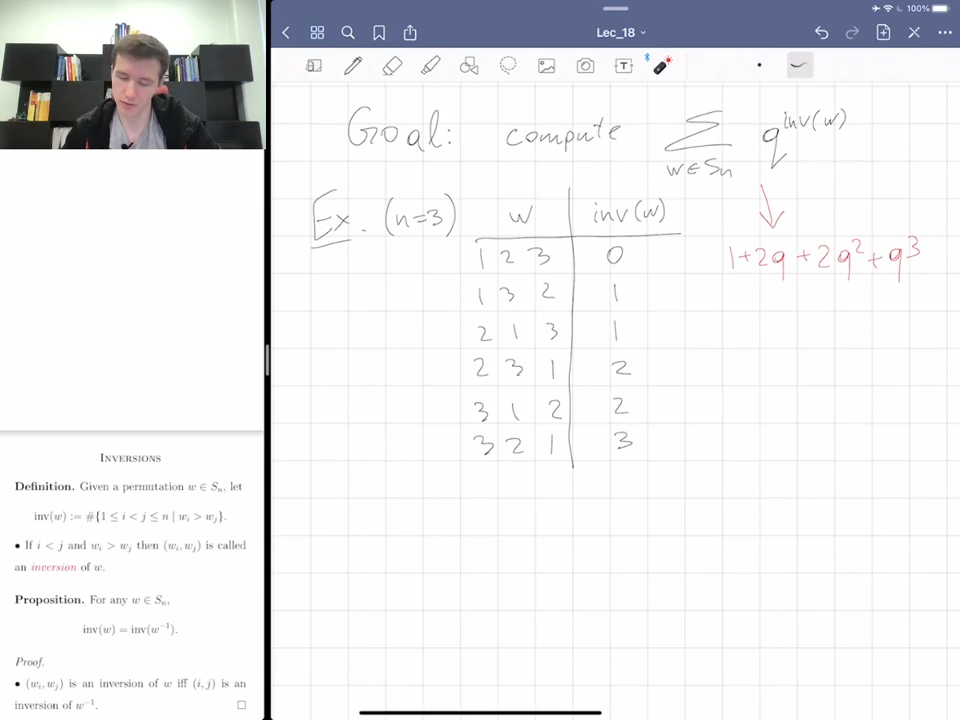 100%
Lec_18
Goal: compute ∑_{w∈Sn} q^{inv(w)}
Ex. (n=3)
w | inv(w)
1 2 3 | 0
1 3 2 | 1
2 1 3 | 1
2 3 1 | 2
3 1 2 | 2
3 2 1 | 3
1+2q+2q²+q³
INVERSIONS
Definition. Given a permutation w ∈ Sₙ, let
inv(w) := #{1 ≤ i < j ≤ n | wᵢ > wⱼ}.
• If i < j and wᵢ > wⱼ then (wᵢ, wⱼ) is called
an inversion of w.
Proposition. For any w ∈ Sₙ,
inv(w) = inv(w⁻¹).
Proof.
• (wᵢ, wⱼ) is an inversion of w iff (i, j) is an
inversion of w⁻¹. □